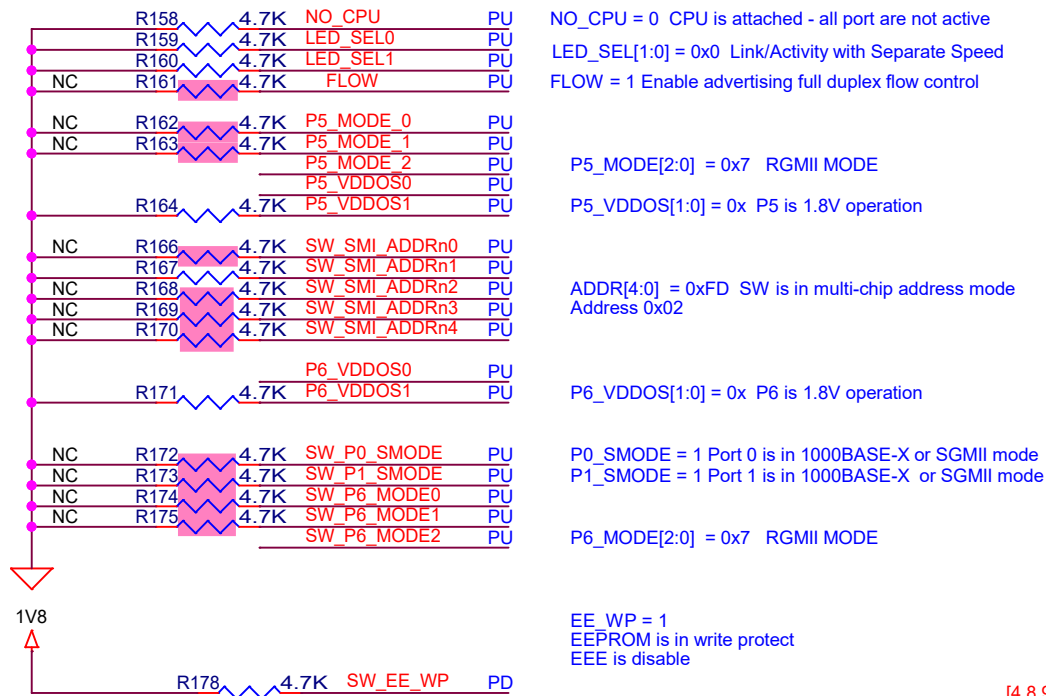 R158 4.7K NO_CPU PU NO_CPU = 0 CPU is attached - all port are not active
R159 4.7K LED_SEL0 PU
R160 4.7K LED_SEL1 PU LED_SEL[1:0] = 0x0 Link/Activity with Separate Speed
NC R161 4.7K FLOW PU FLOW = 1 Enable advertising full duplex flow control
NC R162 4.7K P5_MODE_0 PU
NC R163 4.7K P5_MODE_1 PU
P5_MODE_2 PU P5_MODE[2:0] = 0x7 RGMII MODE
P5_VDDOS0 PU
R164 4.7K P5_VDDOS1 PU P5_VDDOS[1:0] = 0x P5 is 1.8V operation
NC R166 4.7K SW_SMI_ADDRn0 PU
R167 4.7K SW_SMI_ADDRn1 PU
NC R168 4.7K SW_SMI_ADDRn2 PU ADDR[4:0] = 0xFD SW is in multi-chip address mode
NC R169 4.7K SW_SMI_ADDRn3 PU Address 0x02
NC R170 4.7K SW_SMI_ADDRn4 PU
P6_VDDOS0 PU
R171 4.7K P6_VDDOS1 PU P6_VDDOS[1:0] = 0x P6 is 1.8V operation
NC R172 4.7K SW_P0_SMODE PU P0_SMODE = 1 Port 0 is in 1000BASE-X or SGMII mode
NC R173 4.7K SW_P1_SMODE PU P1_SMODE = 1 Port 1 is in 1000BASE-X or SGMII mode
NC R174 4.7K SW_P6_MODE0 PU
NC R175 4.7K SW_P6_MODE1 PU
SW_P6_MODE2 PU P6_MODE[2:0] = 0x7 RGMII MODE
1V8
EE_WP = 1
EEPROM is in write protect
EEE is disable
R178 4.7K SW_EE_WP PD